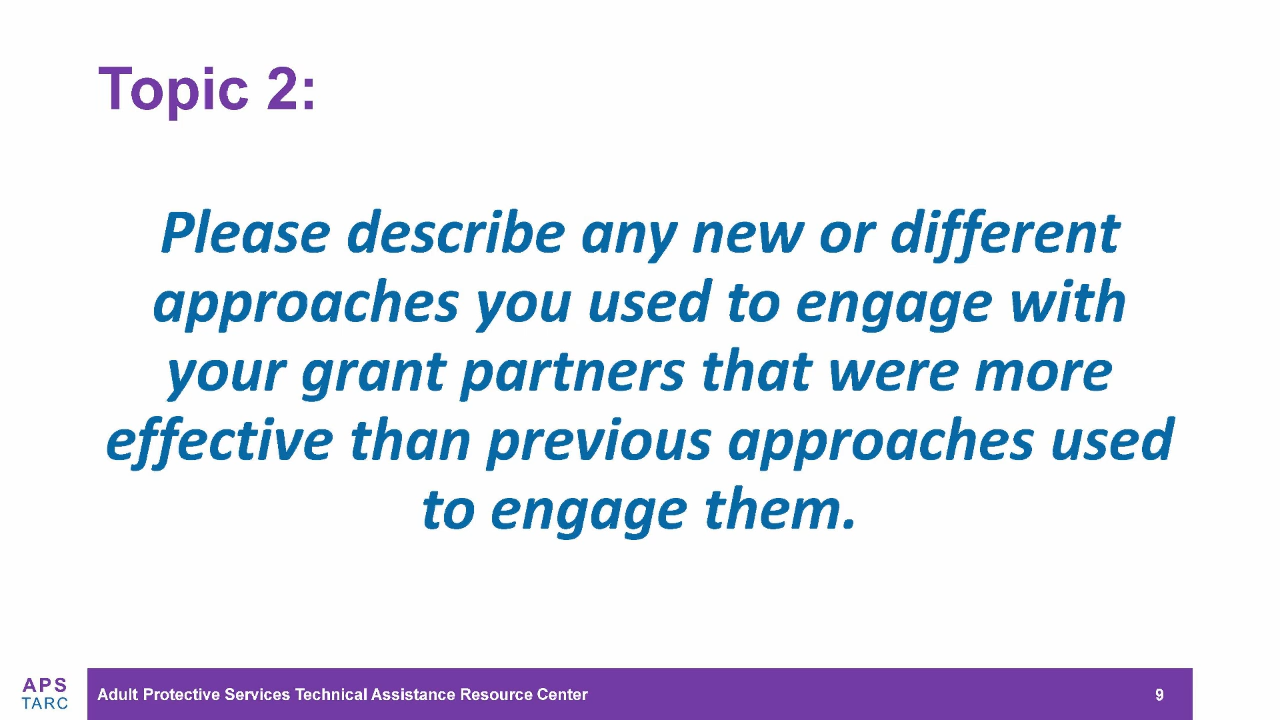 Topic 2:
Please describe any new or different
approaches you used to engage with
your grant partners that were more
effective than previous approaches used
to engage them.
APS
TARC
Adult Protective Services Technical Assistance Resource Center
9